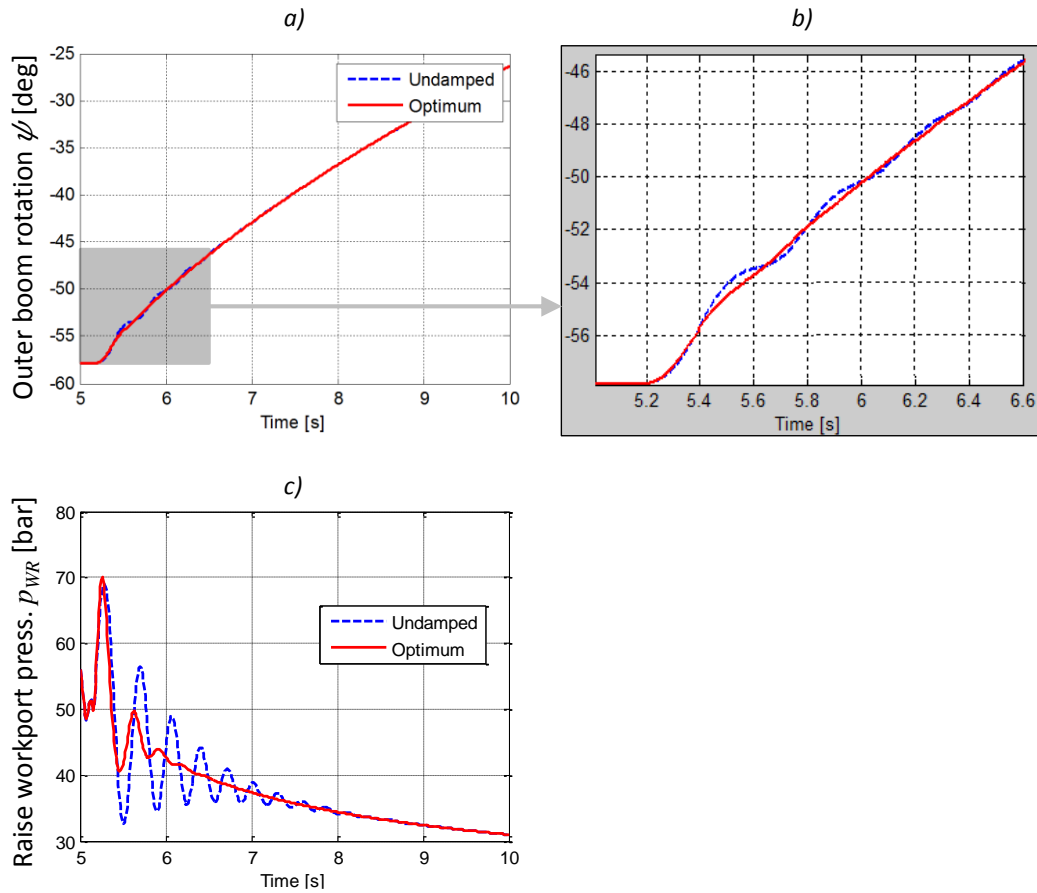 a)
Outer boom rotation ψ [deg]
-25
-30
-35
-40
-45
-50
-55
-60
5 6 7 8 9 10
Time [s]
Undamped
Optimum
b)
-46
-48
-50
-52
-54
-56
5.2 5.4 5.6 5.8 6 6.2 6.4 6.6
Time [s]
c)
Raise workport press. pWR [bar]
80
70
60
50
40
30
5 6 7 8 9 10
Time [s]
Undamped
Optimum